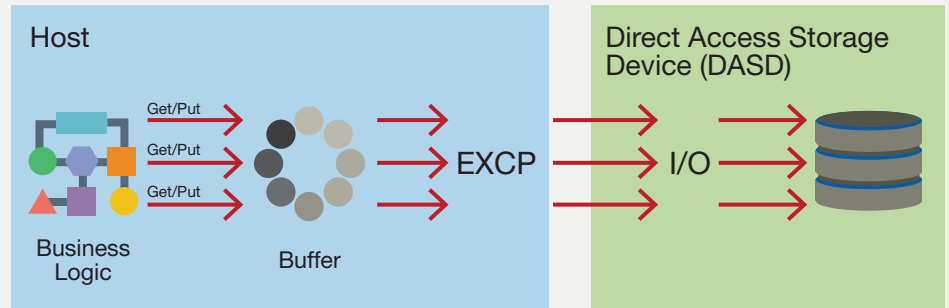 Host
Direct Access Storage
Device (DASD)
Get/Put
Get/Put
Get/Put
EXCP
I/O
Business
Logic
Buffer